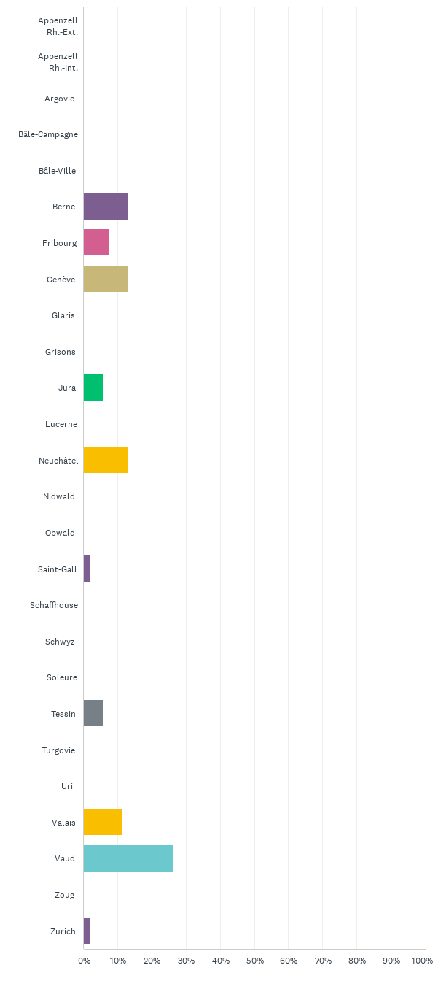 Appenzell
Rh.-Ext.
Appenzell
Rh.-Int.
Argovie
Bâle-Campagne
Bâle-Ville
Berne
Fribourg
Genève
Glaris
Grisons
Jura
Lucerne
Neuchâtel
Nidwald
Obwald
Saint-Gall
Schaffhouse
Schwyz
Soleure
Tessin
Turgovie
Uri
Valais
Vaud
Zoug
Zurich
0% 10% 20% 30% 40% 50% 60% 70% 80% 90% 100%